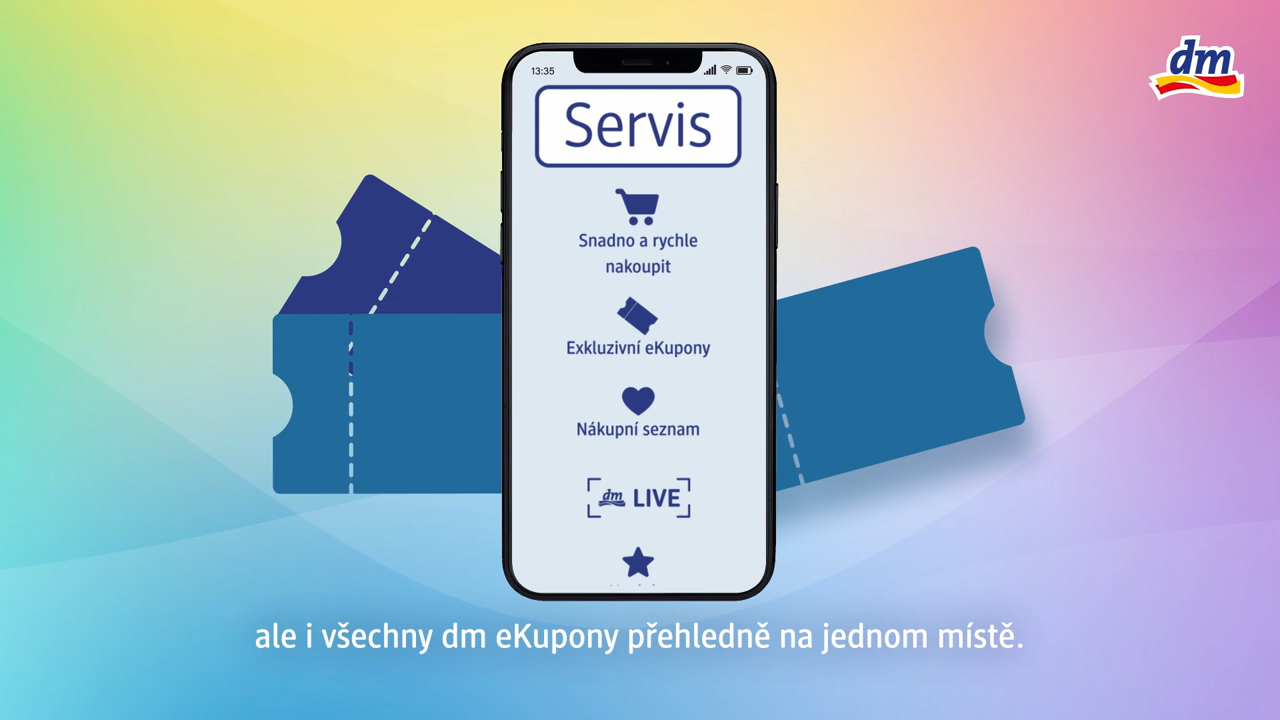 dm
13:35
Servis
Snadno a rychle
nakoupit
Exkluzivní eKupony
Nákupní seznam
dm LIVE
ale i všechny dm eKupony přehledně na jednom místě.